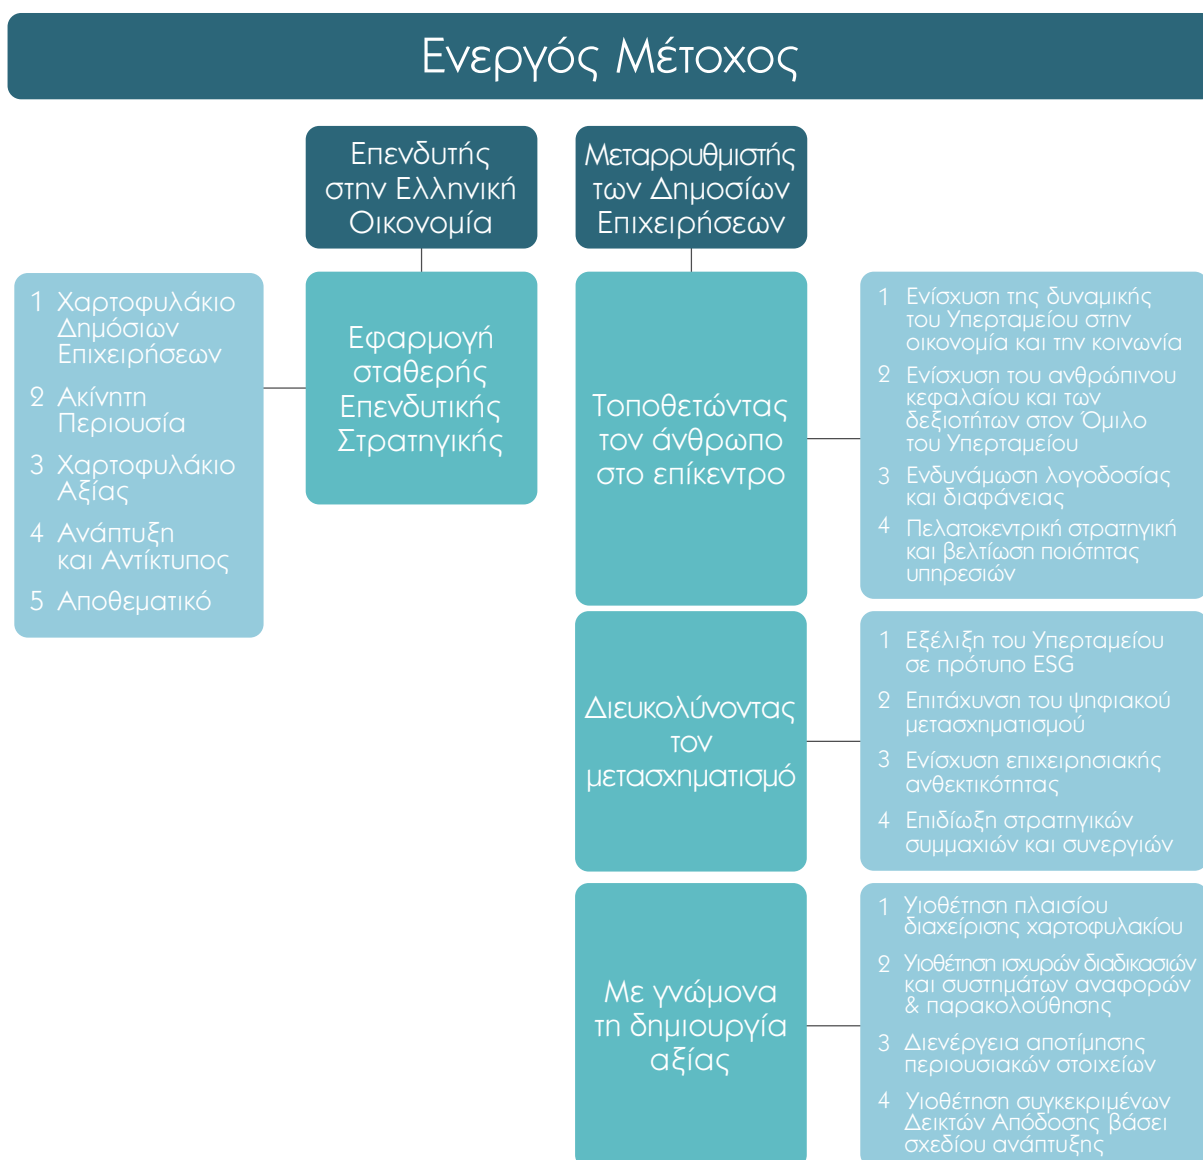 Ενεργός Μέτοχος
Επενδυτής
στην Ελληνική
Οικονομία
Μεταρρυθμιστής
των Δημοσίων
Επιχειρήσεων
1 Χαρτοφυλάκιο
Δημόσιων
Επιχειρήσεων
2 Ακίνητη
Περιουσία
3 Χαρτοφυλάκιο
Αξίας
4 Ανάπτυξη
και Αντίκτυπος
5 Αποθεματικό
Εφαρμογή
σταθερής
Επενδυτικής
Στρατηγικής
Τοποθετώντας
τον άνθρωπο
στο επίκεντρο
1 Ενίσχυση της δυναμικής
του Υπερταμείου στην
οικονομία και την κοινωνία
2 Ενίσχυση του ανθρώπινου
κεφαλαίου και των
δεξιοτήτων στον Όμιλο
του Υπερταμείου
3 Ενδυνάμωση λογοδοσίας
και διαφάνειας
4 Πελατοκεντρική στρατηγική
και βελτίωση ποιότητας
υπηρεσιών
Διευκολύνοντας
τον
μετασχηματισμό
1 Εξέλιξη του Υπερταμείου
σε πρότυπο ESG
2 Επιτάχυνση του ψηφιακού
μετασχηματισμού
3 Ενίσχυση επιχειρησιακής
ανθεκτικότητας
4 Επιδίωξη στρατηγικών
συμμαχιών και συνεργιών
Με γνώμονα
τη δημιουργία
αξίας
1 Υιοθέτηση πλαισίου
διαχείρισης χαρτοφυλακίου
2 Υιοθέτηση ισχυρών διαδικασιών
και συστημάτων αναφορών
& παρακολούθησης
3 Διενέργεια αποτίμησης
περιουσιακών στοιχείων
4 Υιοθέτηση συγκεκριμένων
Δεικτών Απόδοσης βάσει
σχεδίου ανάπτυξης